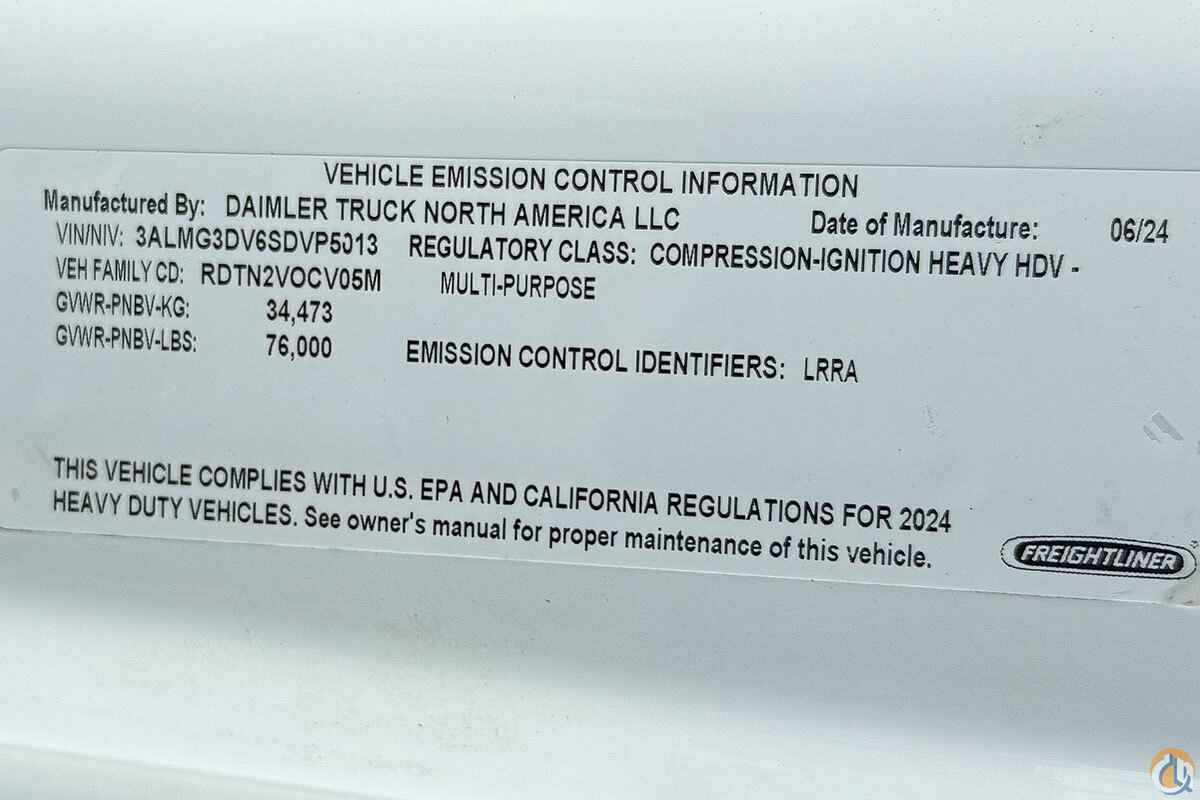 VEHICLE EMISSION CONTROL INFORMATION
Manufactured By: DAIMLER TRUCK NORTH AMERICA LLC Date of Manufacture: 06/24
VIN/NIV: 3ALMG3DV6SDVP5013 REGULATORY CLASS: COMPRESSION-IGNITION HEAVY HDV -
VEH FAMILY CD: RDTN2VOCV05M MULTI-PURPOSE
GVWR-PNBV-KG: 34,473
GVWR-PNBV-LBS: 76,000 EMISSION CONTROL IDENTIFIERS: LRRA
THIS VEHICLE COMPLIES WITH U.S. EPA AND CALIFORNIA REGULATIONS FOR 2024
HEAVY DUTY VEHICLES. See owner's manual for proper maintenance of this vehicle.
FREIGHTLINER